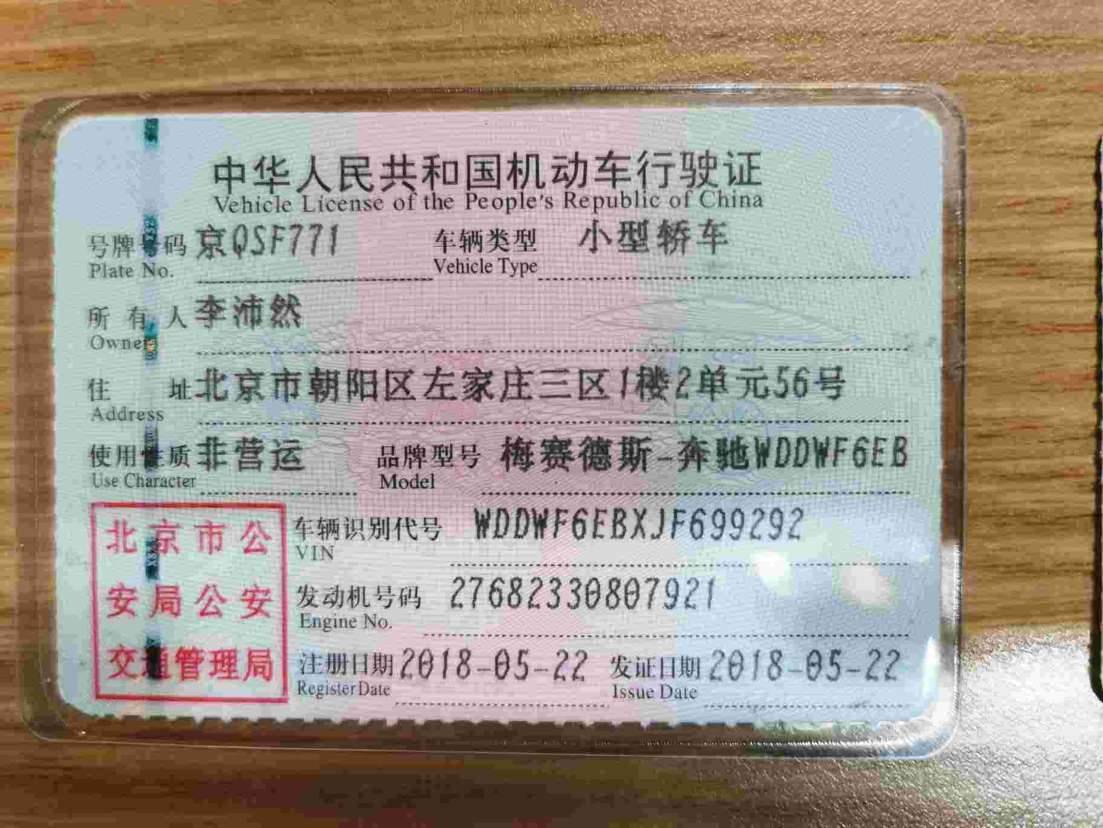 中华人民共和国机动车行驶证
Vehicle License of the People's Republic of China
号牌号码 京QSF771 车辆类型 小型轿车
Plate No. Vehicle Type
所有人 李沛然
Owner
住址 北京市朝阳区左家庄三区1楼2单元56号
Address
使用性质 非营运 品牌型号 梅赛德斯-奔驰WDDWF6EB
Use Character Model
北京市公
安局公安
交通管理局
车辆识别代号 WDDWF6EBXJF699292
VIN
发动机号码 27682330807921
Engine No.
注册日期 2018-05-22 发证日期 2018-05-22
Register Date Issue Date